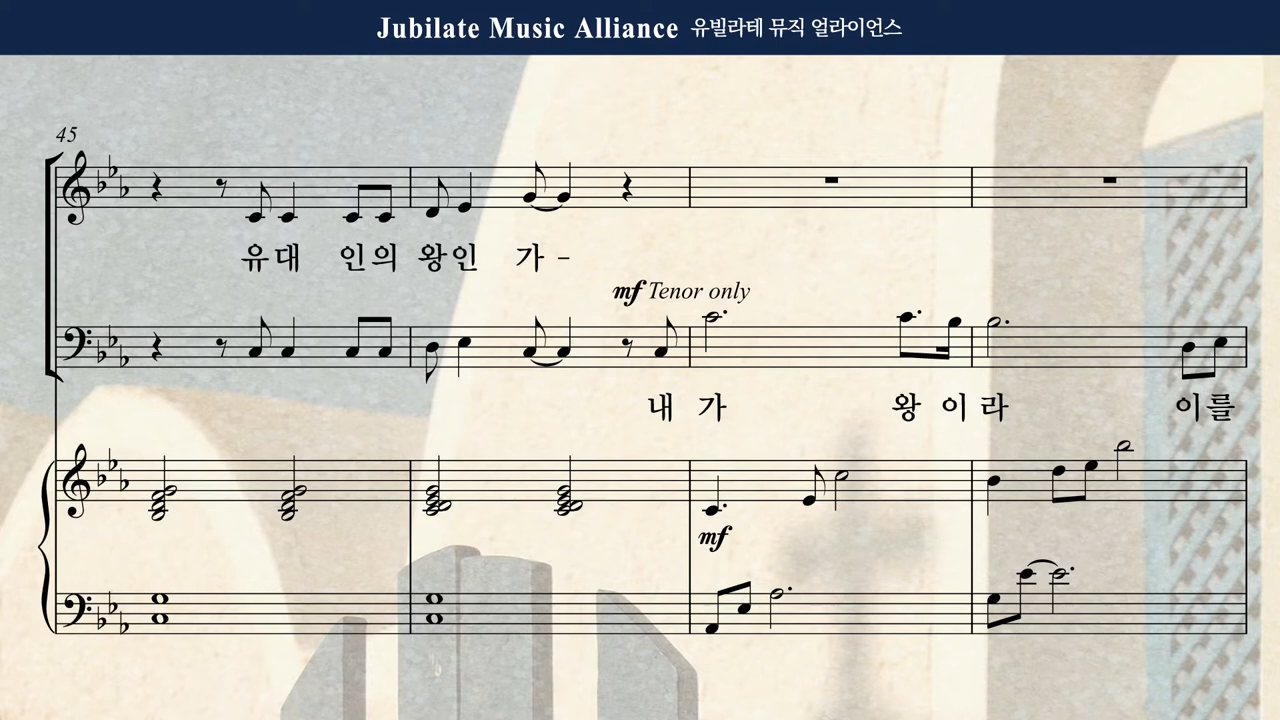 Jubilate Music Alliance 유빌라테 뮤직 얼라이언스
45
유대 인의 왕인 가-
mf Tenor only
내 가 왕 이 라 이를
mf